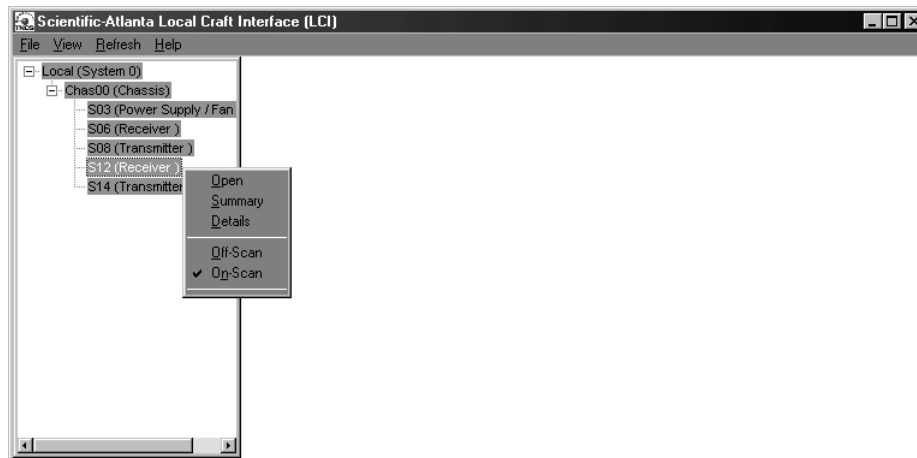 Scientific-Atlanta Local Craft Interface (LCI)
File View Refresh Help
Local (System 0)
Chas00 (Chassis)
S03 (Power Supply / Fan
S06 (Receiver )
S08 (Transmitter )
S12 (Receiver )
S14 (Transmitter
Open
Summary
Details
Off-Scan
On-Scan